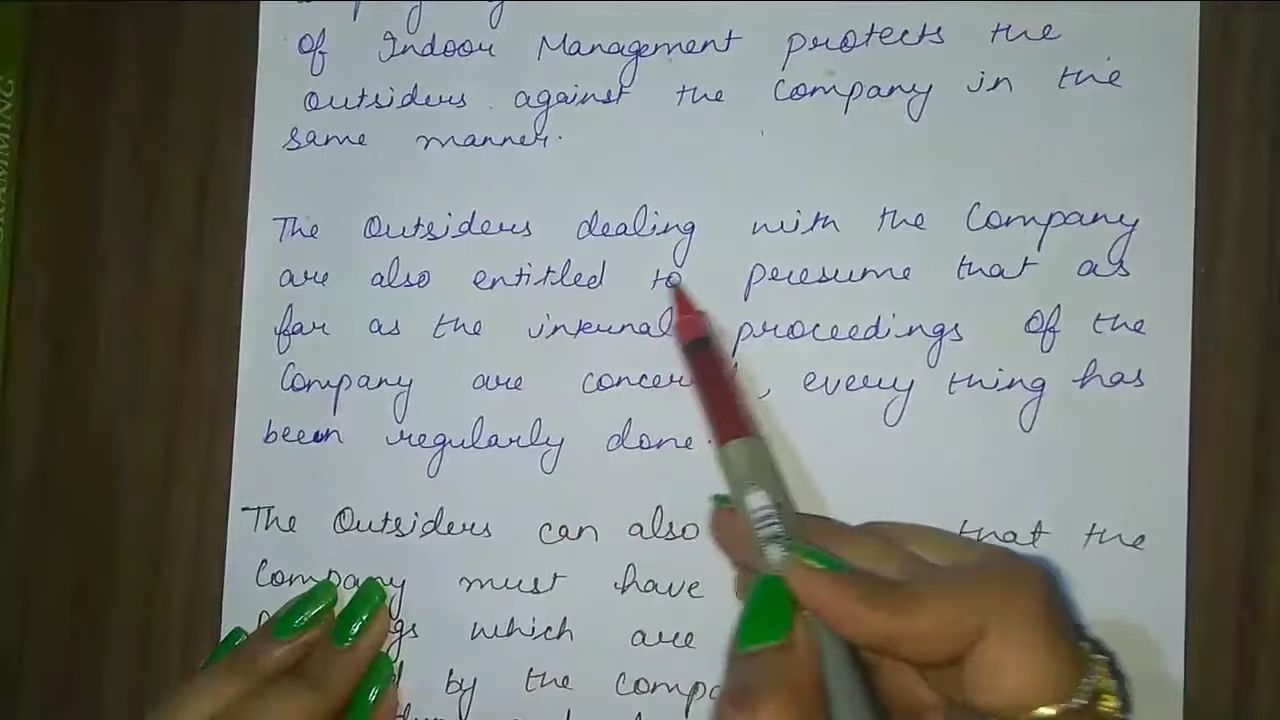 Of Indoor Management protects the
Outsiders against the Company in the
same manner.
The Outsiders dealing with the Company
are also entitled to peresume that as
far as the internal proceedings Of the
Company are , every thing has
been regularly done.
The Outsiders can also that the
Company must have
which are
by the
RAMMING